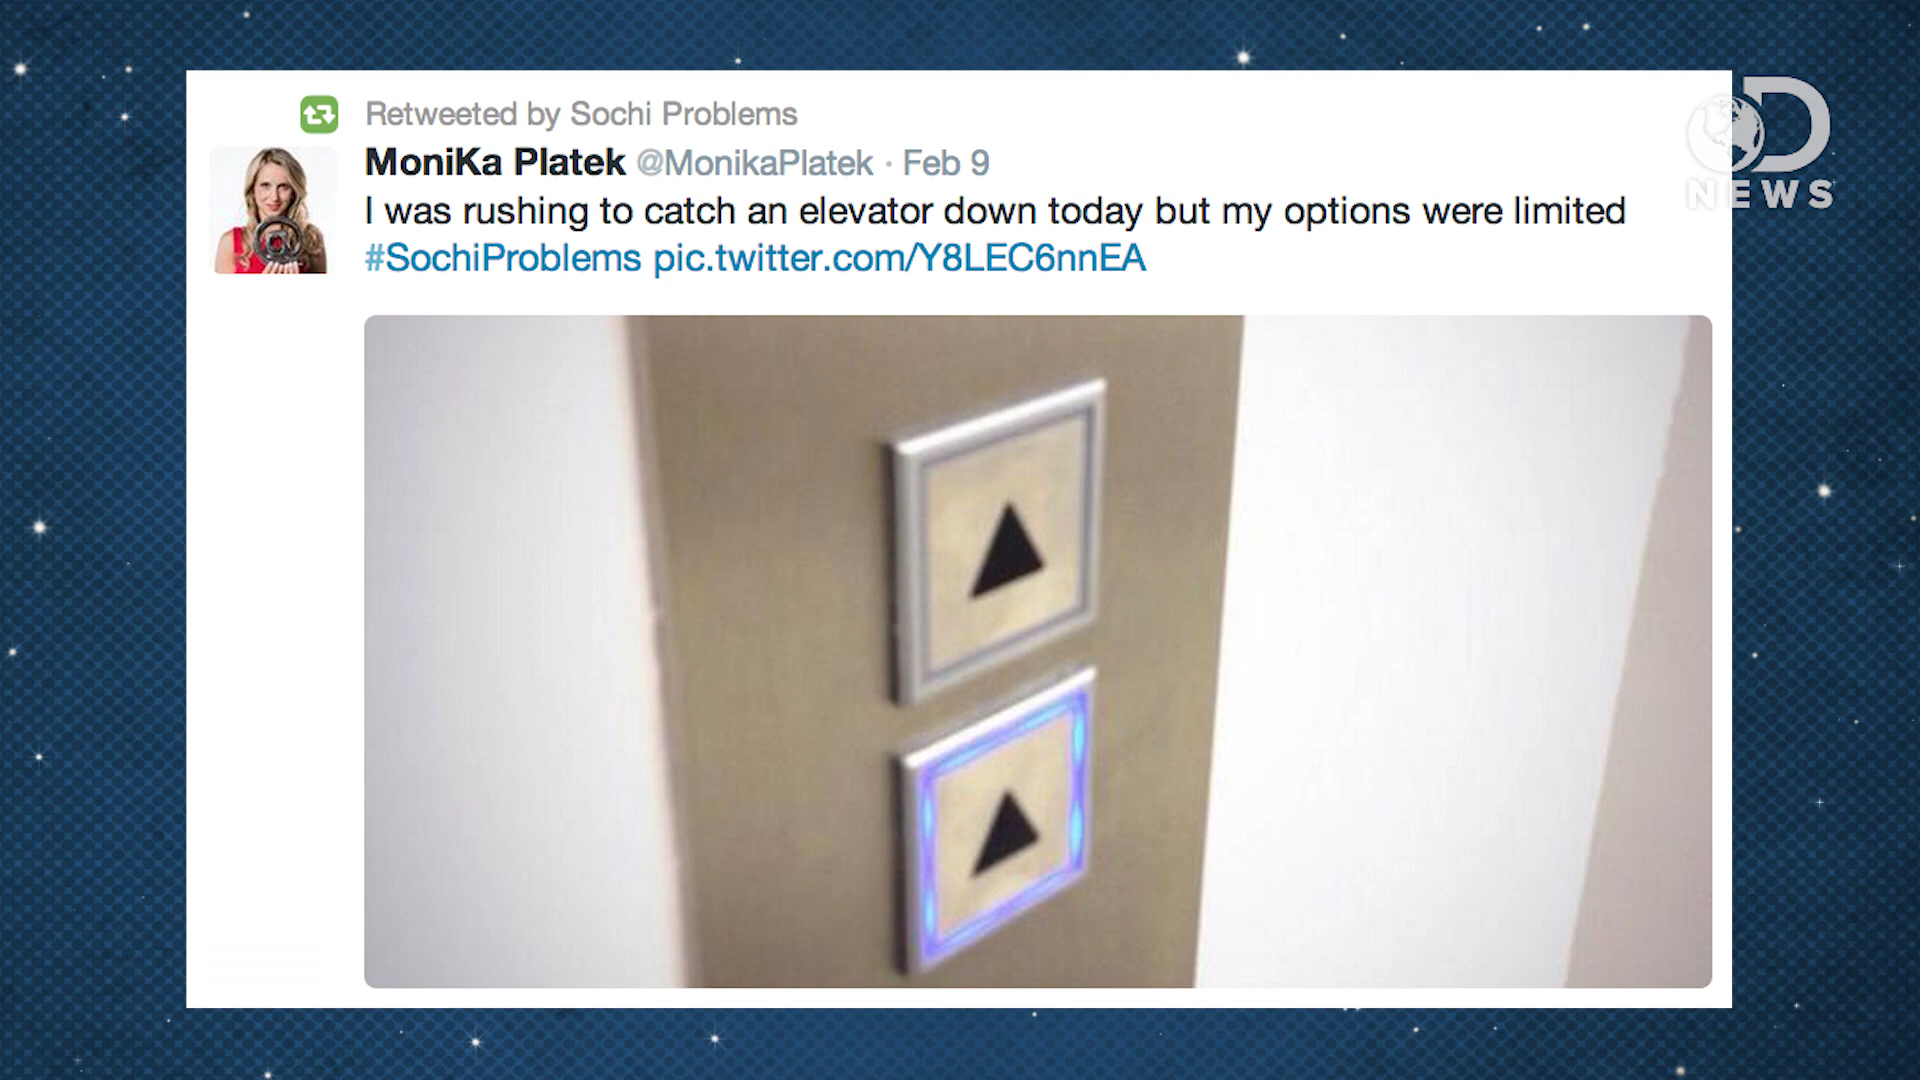 Retweeted by Sochi Problems
MoniKa Platek @MonikaPlatek · Feb 9
I was rushing to catch an elevator down today but my options were limited
#SochiProblems pic.twitter.com/Y8LEC6nnEA
D
NEWS